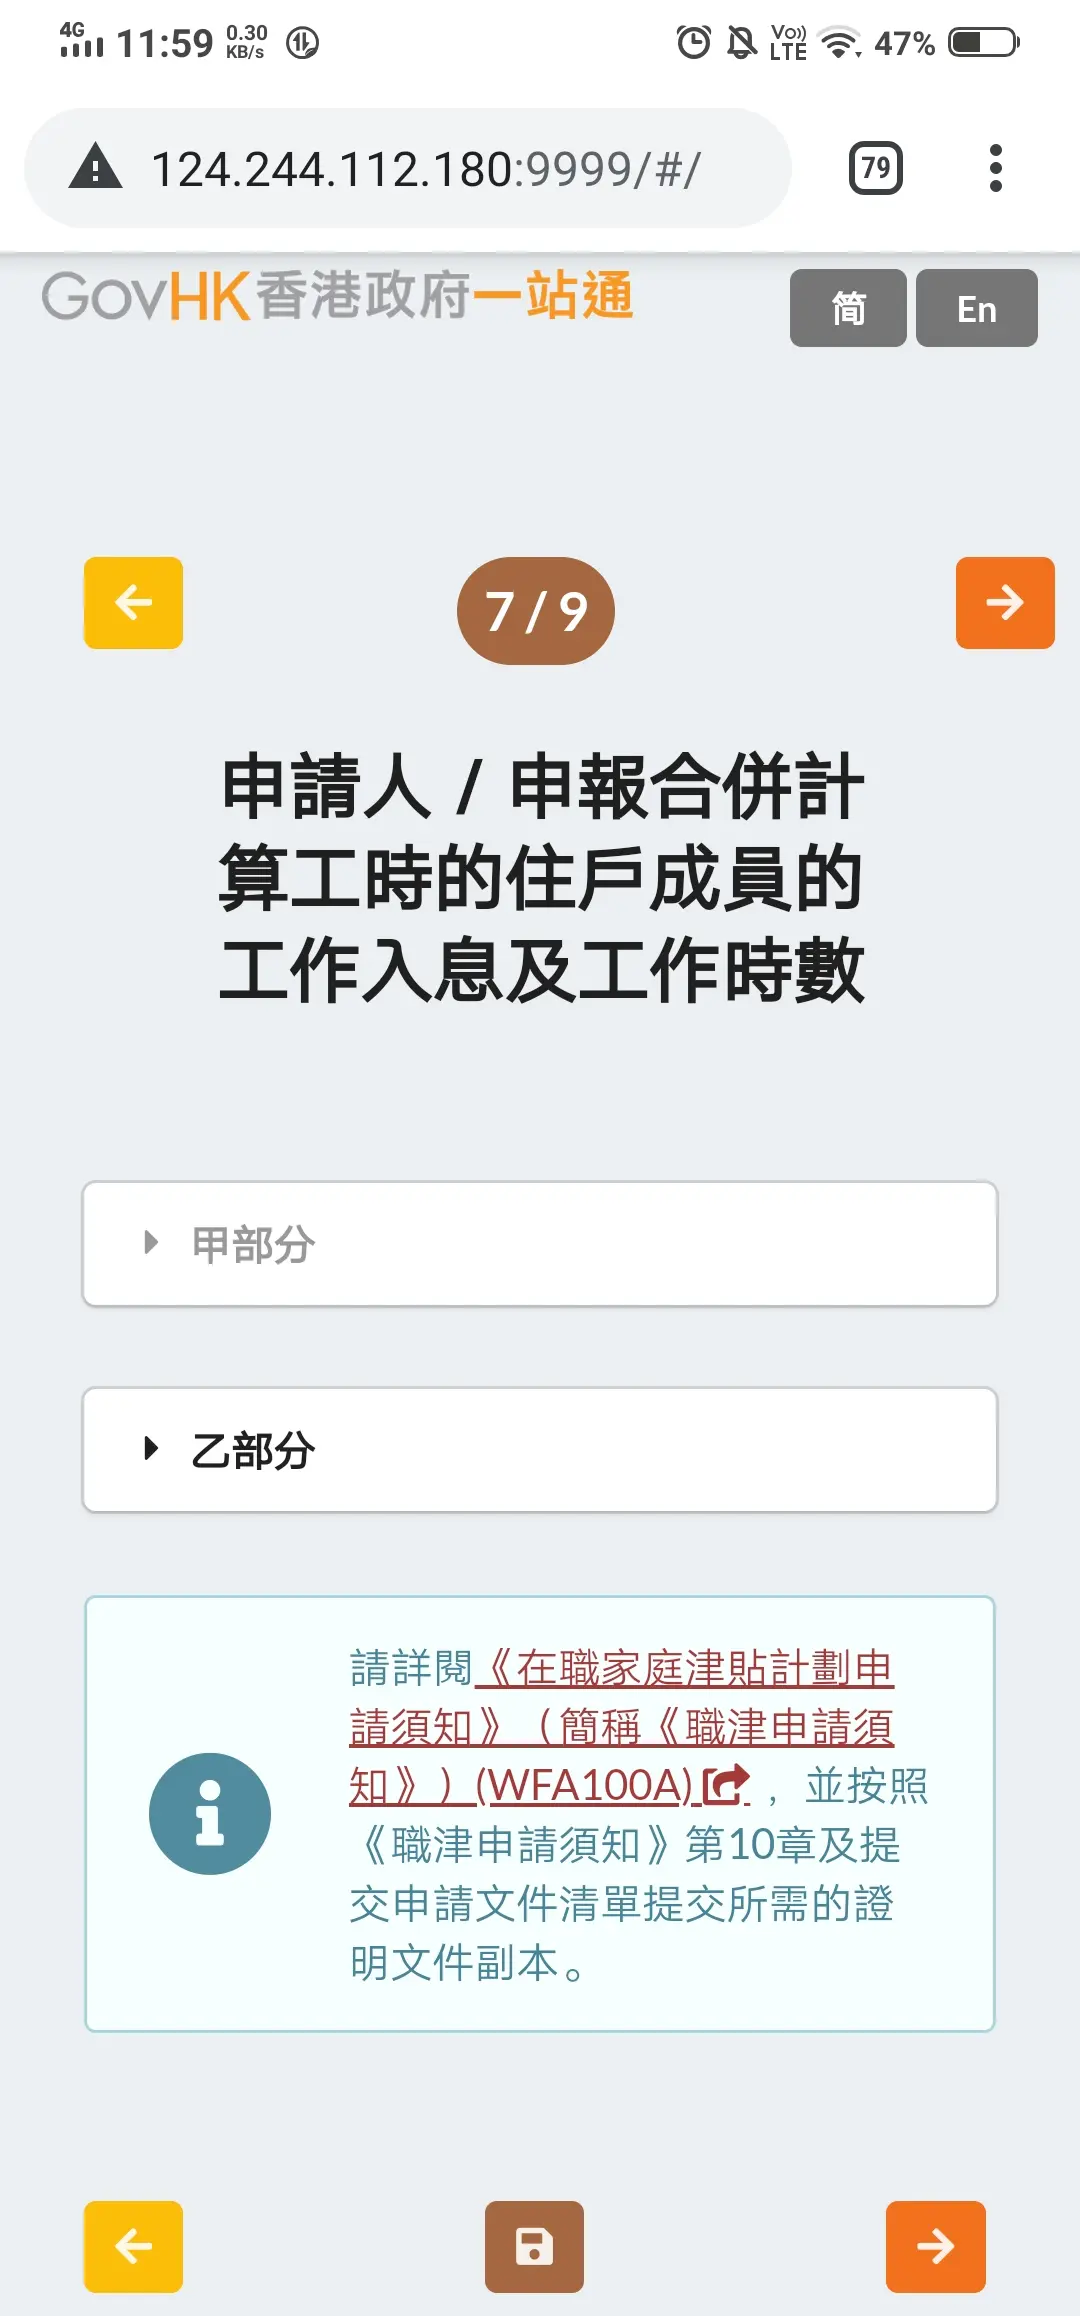 4G 11:59 0.30 KB/s Vo)) LTE 47%
124.244.112.180:9999/#/ 79
GovHK香港政府一站通 简 En
7 / 9
申請人 / 申報合併計
算工時的住戶成員的
工作入息及工作時數
甲部分
乙部分
請詳閱《在職家庭津貼計劃申
請須知》（簡稱《職津申請須
知》）(WFA100A) ，並按照
《職津申請須知》第10章及提
交申請文件清單提交所需的證
明文件副本。